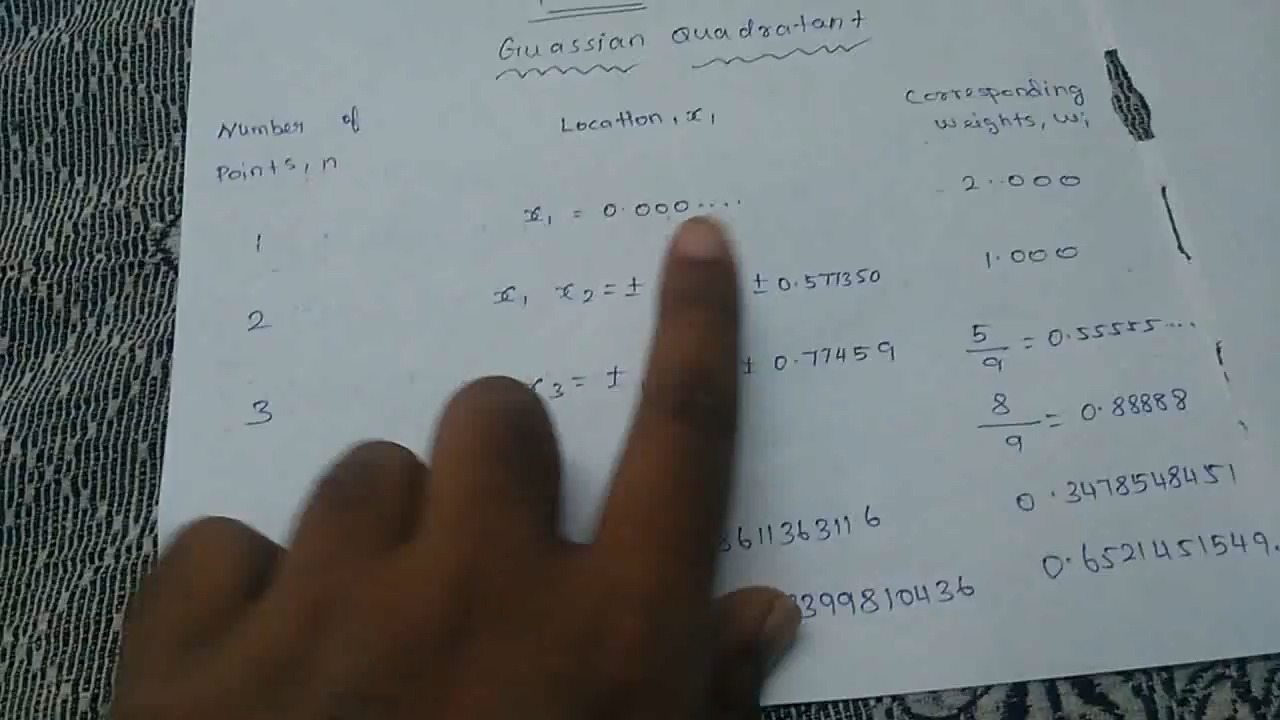 Guassian Quadratant
Number of
Points, n
Location, x₁
Corresponding
Weights, wᵢ
1
x₁ = 0.000....
2.000
2
x₁ x₂ = ± ± 0.577350
1.000
3
x₃ = ± ± 0.77459
5/9 = 0.55555...
8/9 = 0.88888
3611363116
0.3478548451
3399810436
0.6521451549.